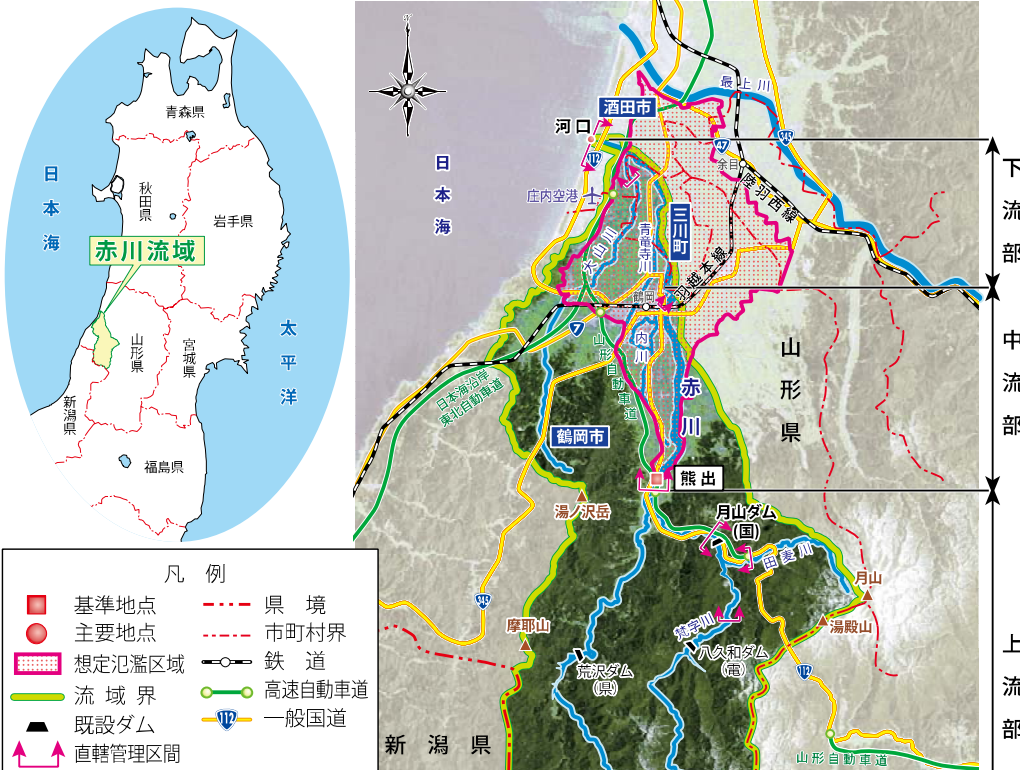 青森県
秋田県
岩手県
日本海
赤川流域
山形県
宮城県
太平洋
新潟県
福島県
凡例
基準地点
主要地点
想定氾濫区域
流域界
既設ダム
直轄管理区間
県境
市町村界
鉄道
高速自動車道
112
一般国道
最上川
酒田市
河口
345
47
112
日本海
余目
庄内空港
陸羽西線
三川町
青竜寺川
大山川
羽越本線
鶴岡
7
内川
山形自動車道
山形県
日本海沿岸
東北自動車道
赤川
鶴岡市
熊出
湯ノ沢岳
月山ダム
(国)
田麦川
月山
345
摩耶山
梵字川
湯殿山
八久和ダム
(電)
荒沢ダム
(県)
112
新潟県
山形自動車道
下流部
中流部
上流部